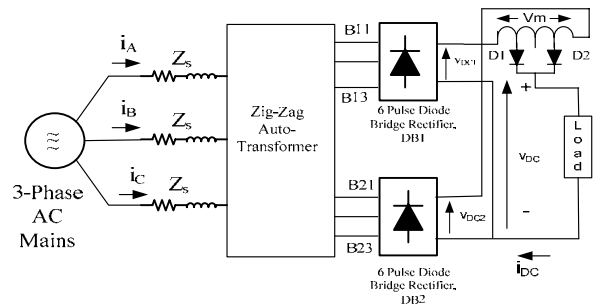 iA
Zs
iB
Zs
iC
Zs
3-Phase
AC
Mains
Zig-Zag
Auto-
Transformer
B11
B13
B21
B23
6 Pulse Diode
Bridge Rectifier,
DB1
6 Pulse Diode
Bridge Rectifier,
DB2
vDC1
vDC2
Vm
D1
D2
+
vDC
-
Load
iDC